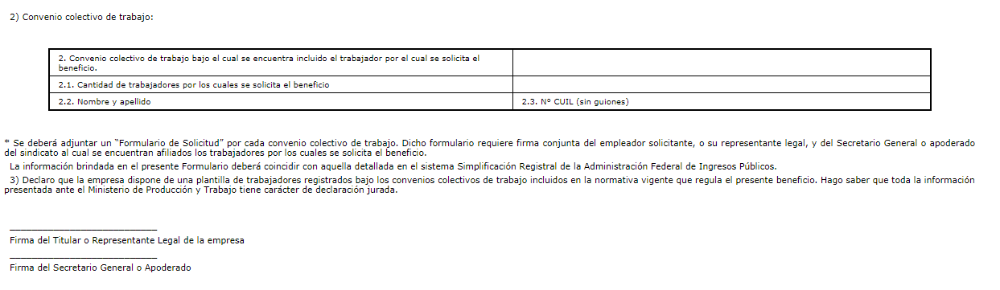 2) Convenio colectivo de trabajo:
2. Convenio colectivo de trabajo bajo el cual se encuentra incluido el trabajador por el cual se solicita el
beneficio.
2.1. Cantidad de trabajadores por los cuales se solicita el beneficio
2.2. Nombre y apellido
2.3. Nº CUIL (sin guiones)
* Se deberá adjuntar un “Formulario de Solicitud” por cada convenio colectivo de trabajo. Dicho formulario requiere firma conjunta del empleador solicitante, o su representante legal, y del Secretario General o apoderado
del sindicato al cual se encuentran afiliados los trabajadores por los cuales se solicita el beneficio.
La información brindada en el presente Formulario deberá coincidir con aquella detallada en el sistema Simplificación Registral de la Administración Federal de Ingresos Públicos.
3) Declaro que la empresa dispone de una plantilla de trabajadores registrados bajo los convenios colectivos de trabajo incluidos en la normativa vigente que regula el presente beneficio. Hago saber que toda la información
presentada ante el Ministerio de Producción y Trabajo tiene carácter de declaración jurada.
Firma del Titular o Representante Legal de la empresa
Firma del Secretario General o Apoderado